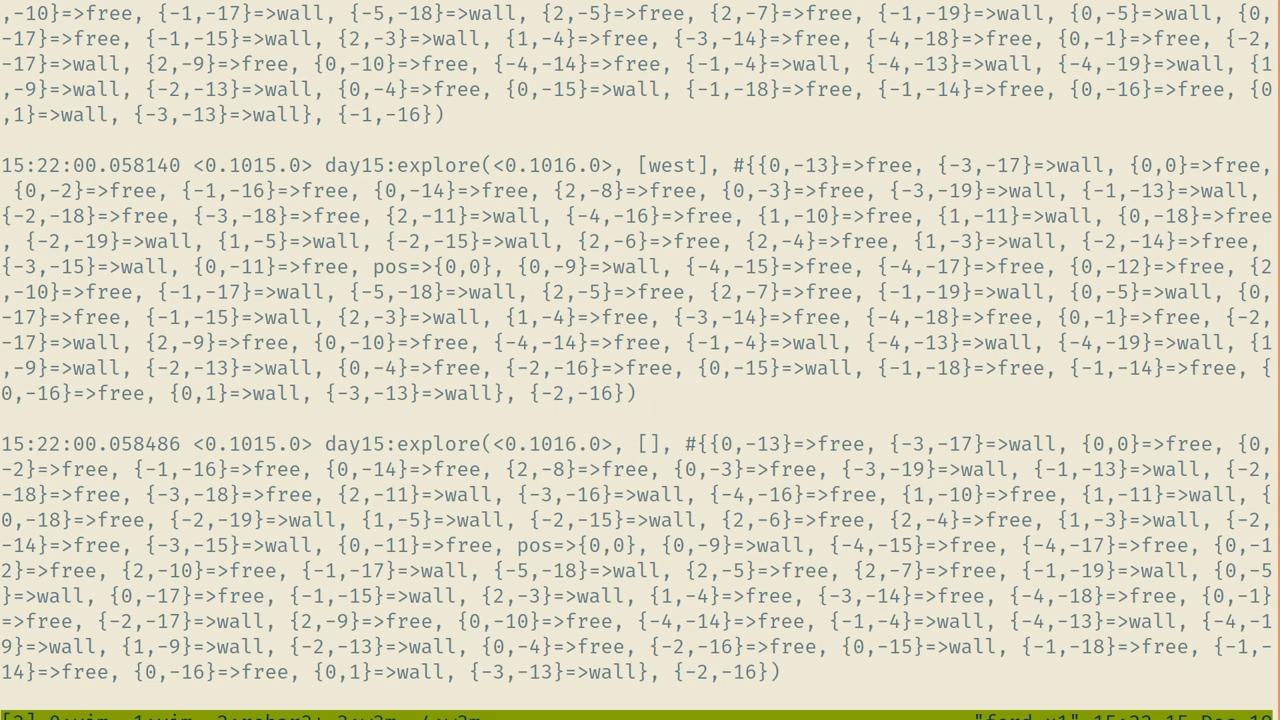 ,-10}=>free, {-1,-17}=>wall, {-5,-18}=>wall, {2,-5}=>free, {2,-7}=>free, {-1,-19}=>wall, {0,-5}=>wall, {0,
-17}=>free, {-1,-15}=>wall, {2,-3}=>wall, {1,-4}=>free, {-3,-14}=>free, {-4,-18}=>free, {0,-1}=>free, {-2,
-17}=>wall, {2,-9}=>free, {0,-10}=>free, {-4,-14}=>free, {-1,-4}=>wall, {-4,-13}=>wall, {-4,-19}=>wall, {1
,-9}=>wall, {-2,-13}=>wall, {0,-4}=>free, {0,-15}=>wall, {-1,-18}=>free, {-1,-14}=>free, {0,-16}=>free, {0
,1}=>wall, {-3,-13}=>wall}, {-1,-16})
15:22:00.058140 <0.1015.0> day15:explore(<0.1016.0>, [west], #{{0,-13}=>free, {-3,-17}=>wall, {0,0}=>free,
{0,-2}=>free, {-1,-16}=>free, {0,-14}=>free, {2,-8}=>free, {0,-3}=>free, {-3,-19}=>wall, {-1,-13}=>wall,
{-2,-18}=>free, {-3,-18}=>free, {2,-11}=>wall, {-4,-16}=>free, {1,-10}=>free, {1,-11}=>wall, {0,-18}=>free
, {-2,-19}=>wall, {1,-5}=>wall, {-2,-15}=>wall, {2,-6}=>free, {2,-4}=>free, {1,-3}=>wall, {-2,-14}=>free,
{-3,-15}=>wall, {0,-11}=>free, pos=>{0,0}, {0,-9}=>wall, {-4,-15}=>free, {-4,-17}=>free, {0,-12}=>free, {2
,-10}=>free, {-1,-17}=>wall, {-5,-18}=>wall, {2,-5}=>free, {2,-7}=>free, {-1,-19}=>wall, {0,-5}=>wall, {0,
-17}=>free, {-1,-15}=>wall, {2,-3}=>wall, {1,-4}=>free, {-3,-14}=>free, {-4,-18}=>free, {0,-1}=>free, {-2,
-17}=>wall, {2,-9}=>free, {0,-10}=>free, {-4,-14}=>free, {-1,-4}=>wall, {-4,-13}=>wall, {-4,-19}=>wall, {1
,-9}=>wall, {-2,-13}=>wall, {0,-4}=>free, {-2,-16}=>free, {0,-15}=>wall, {-1,-18}=>free, {-1,-14}=>free, {
0,-16}=>free, {0,1}=>wall, {-3,-13}=>wall}, {-2,-16})
15:22:00.058486 <0.1015.0> day15:explore(<0.1016.0>, [], #{{0,-13}=>free, {-3,-17}=>wall, {0,0}=>free, {0,
-2}=>free, {-1,-16}=>free, {0,-14}=>free, {2,-8}=>free, {0,-3}=>free, {-3,-19}=>wall, {-1,-13}=>wall, {-2,
-18}=>free, {-3,-18}=>free, {2,-11}=>wall, {-3,-16}=>wall, {-4,-16}=>free, {1,-10}=>free, {1,-11}=>wall, {
0,-18}=>free, {-2,-19}=>wall, {1,-5}=>wall, {-2,-15}=>wall, {2,-6}=>free, {2,-4}=>free, {1,-3}=>wall, {-2,
-14}=>free, {-3,-15}=>wall, {0,-11}=>free, pos=>{0,0}, {0,-9}=>wall, {-4,-15}=>free, {-4,-17}=>free, {0,-1
2}=>free, {2,-10}=>free, {-1,-17}=>wall, {-5,-18}=>wall, {2,-5}=>free, {2,-7}=>free, {-1,-19}=>wall, {0,-5
}=>wall, {0,-17}=>free, {-1,-15}=>wall, {2,-3}=>wall, {1,-4}=>free, {-3,-14}=>free, {-4,-18}=>free, {0,-1}
=>free, {-2,-17}=>wall, {2,-9}=>free, {0,-10}=>free, {-4,-14}=>free, {-1,-4}=>wall, {-4,-13}=>wall, {-4,-1
9}=>wall, {1,-9}=>wall, {-2,-13}=>wall, {0,-4}=>free, {-2,-16}=>free, {0,-15}=>wall, {-1,-18}=>free, {-1,-
14}=>free, {0,-16}=>free, {0,1}=>wall, {-3,-13}=>wall}, {-2,-16})